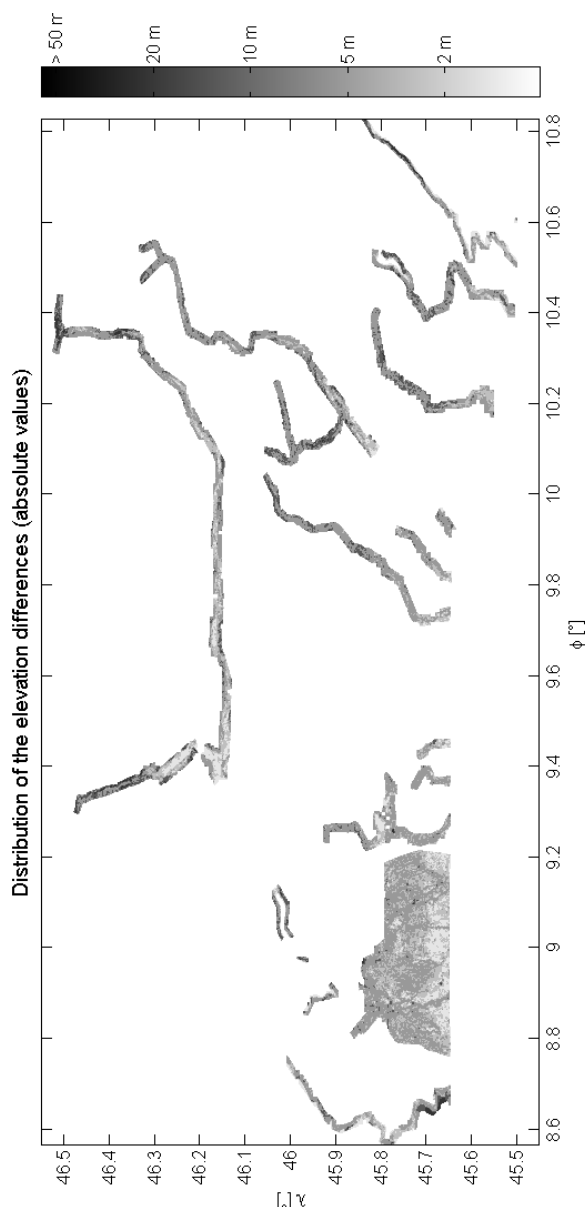 Distribution of the elevation differences (absolute values)
46.5
46.4
46.3
46.2
46.1
46
45.9
45.8
45.7
45.6
45.5
λ [°]
8.6
8.8
9
9.2
9.4
9.6
9.8
10
10.2
10.4
10.6
10.8
ϕ [°]
> 50 m
20 m
10 m
5 m
2 m